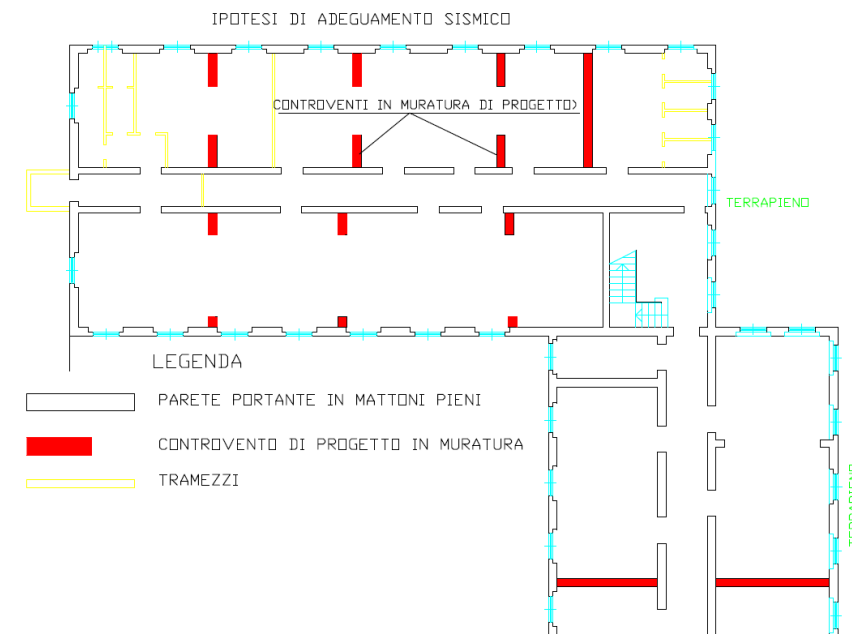 IPOTESI DI ADEGUAMENTO SISMICO
CONTROVENTI IN MURATURA DI PROGETTO)
TERRAPIENO
LEGENDA
PARETE PORTANTE IN MATTONI PIENI
CONTROVENTO DI PROGETTO IN MURATURA
TRAMEZZI
TERRAPIENO